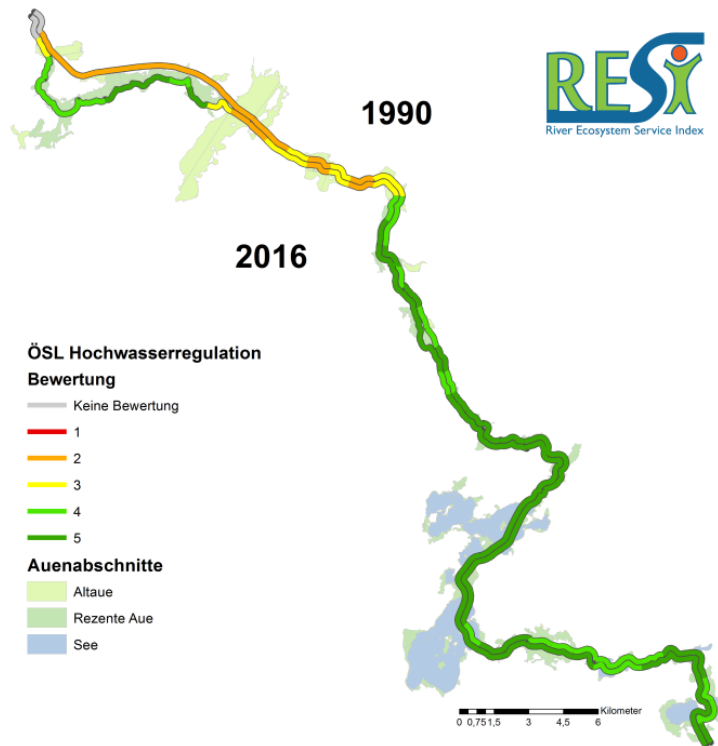 RESI
River Ecosystem Service Index
1990
2016
ÖSL Hochwasserregulation
Bewertung
Keine Bewertung
1
2
3
4
5
Auenabschnitte
Altaue
Rezente Aue
See
Kilometer
0 0,75 1,5 3 4,5 6